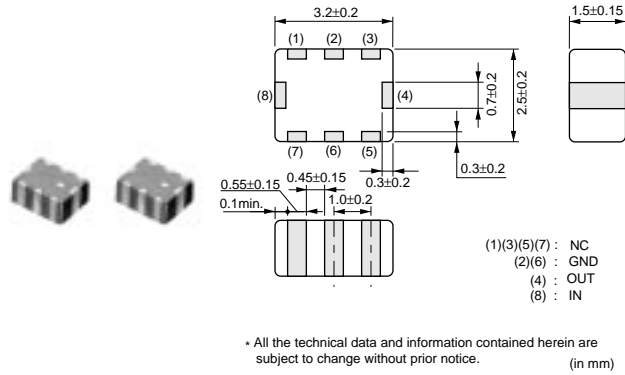 3.2±0.2
1.5±0.15
(1) (2) (3)
(8) (4)
0.7±0.2
2.5±0.2
(7) (6) (5)
0.3±0.2
0.3±0.2
0.55±0.15
0.45±0.15
0.1min.
1.0±0.2
(1)(3)(5)(7) : NC
(2)(6) : GND
(4) : OUT
(8) : IN
* All the technical data and information contained herein are
subject to change without prior notice.
(in mm)